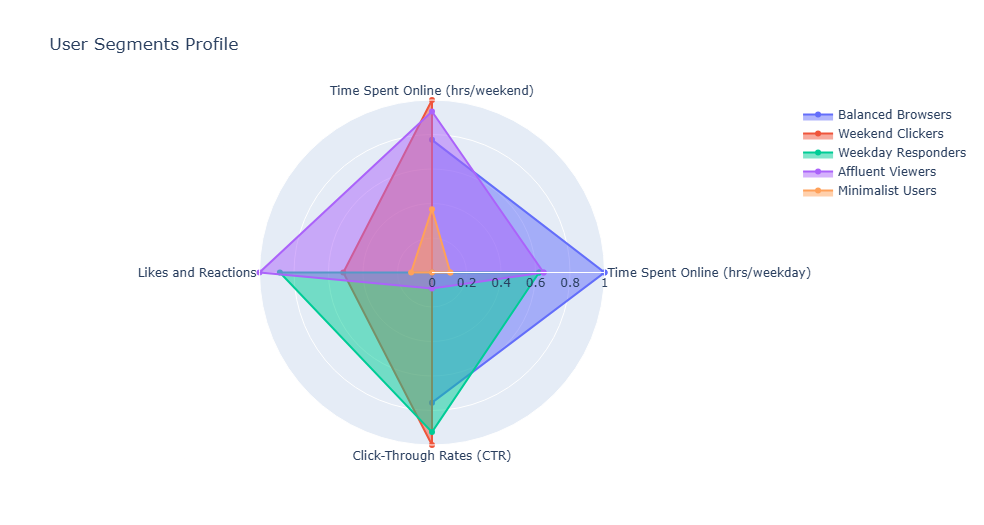 User Segments Profile
Time Spent Online (hrs/weekend)
Balanced Browsers
Weekend Clickers
Weekday Responders
Affluent Viewers
Minimalist Users
Likes and Reactions
Time Spent Online (hrs/weekday)
0 0.2 0.4 0.6 0.8 1
Click-Through Rates (CTR)